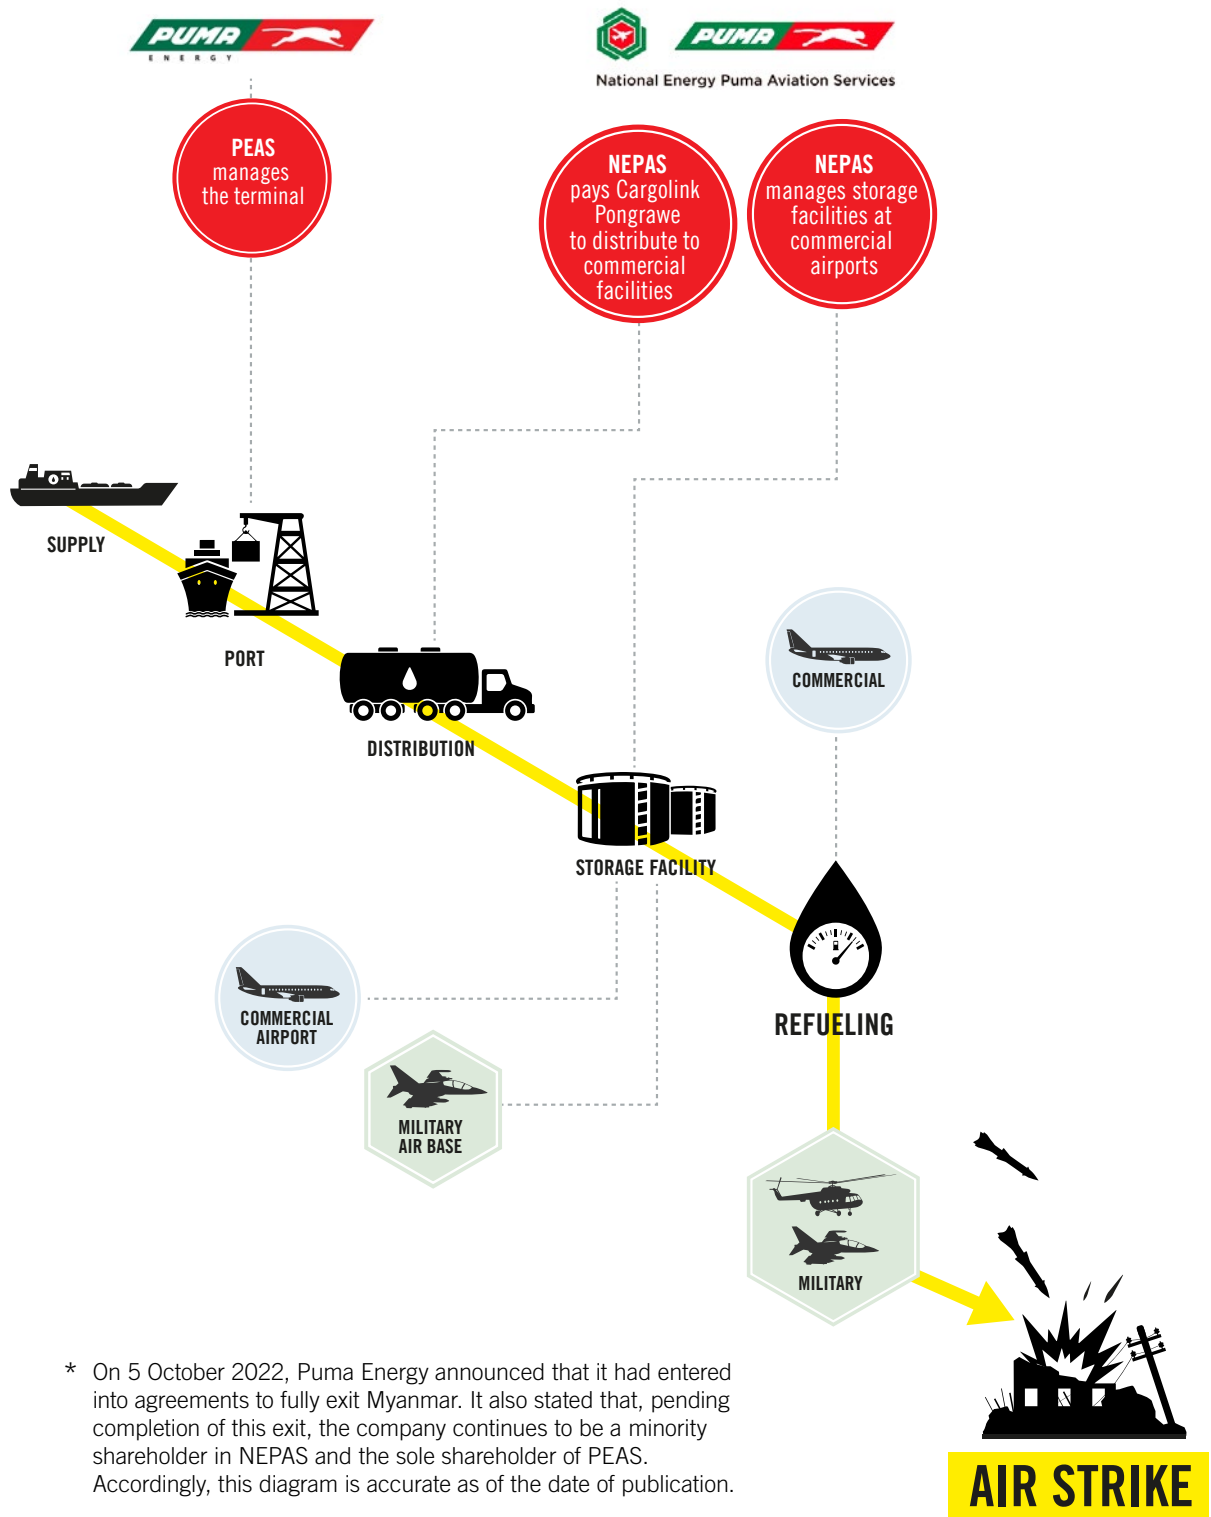 PUMA
ENERGY
PUMA
National Energy Puma Aviation Services
PEAS
manages
the terminal
NEPAS
pays Cargolink
Pongrawe
to distribute to
commercial
facilities
NEPAS
manages storage
facilities at
commercial
airports
SUPPLY
PORT
DISTRIBUTION
COMMERCIAL
STORAGE FACILITY
COMMERCIAL
AIRPORT
REFUELING
MILITARY
AIR BASE
MILITARY
* On 5 October 2022, Puma Energy announced that it had entered
into agreements to fully exit Myanmar. It also stated that, pending
completion of this exit, the company continues to be a minority
shareholder in NEPAS and the sole shareholder of PEAS.
Accordingly, this diagram is accurate as of the date of publication.
AIR STRIKE